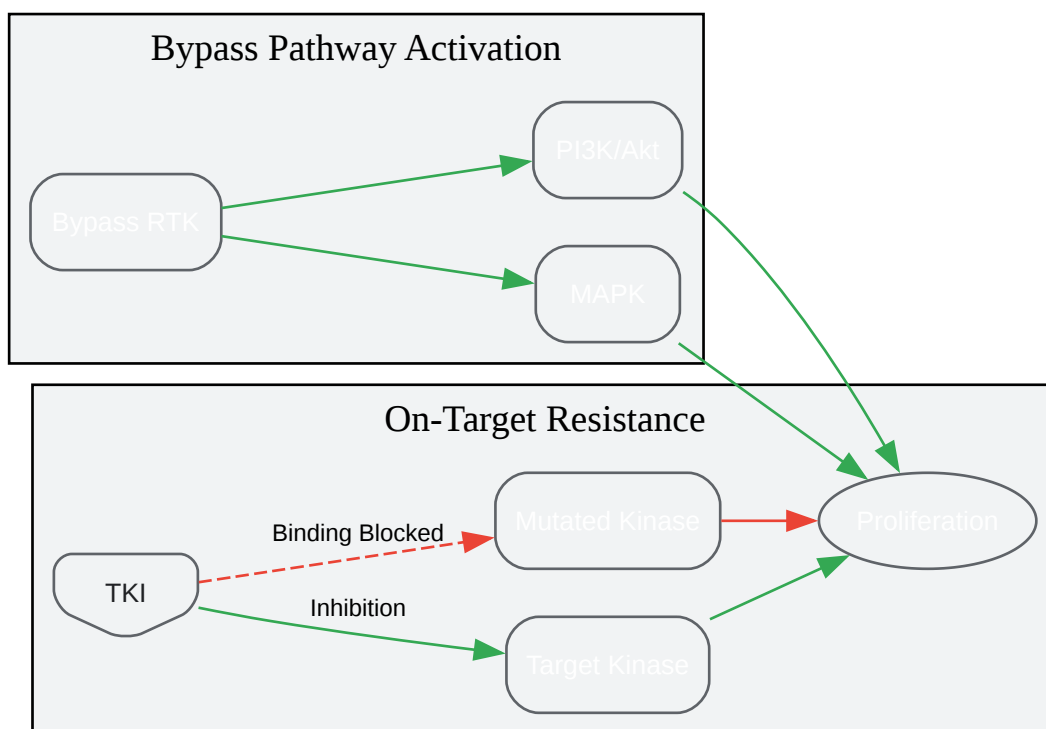 Bypass Pathway Activation
PI3K/Akt
Bypass RTK
MAPK
On-Target Resistance
Mutated Kinase
Proliferation
Binding Blocked
TKI
Inhibition
Target Kinase